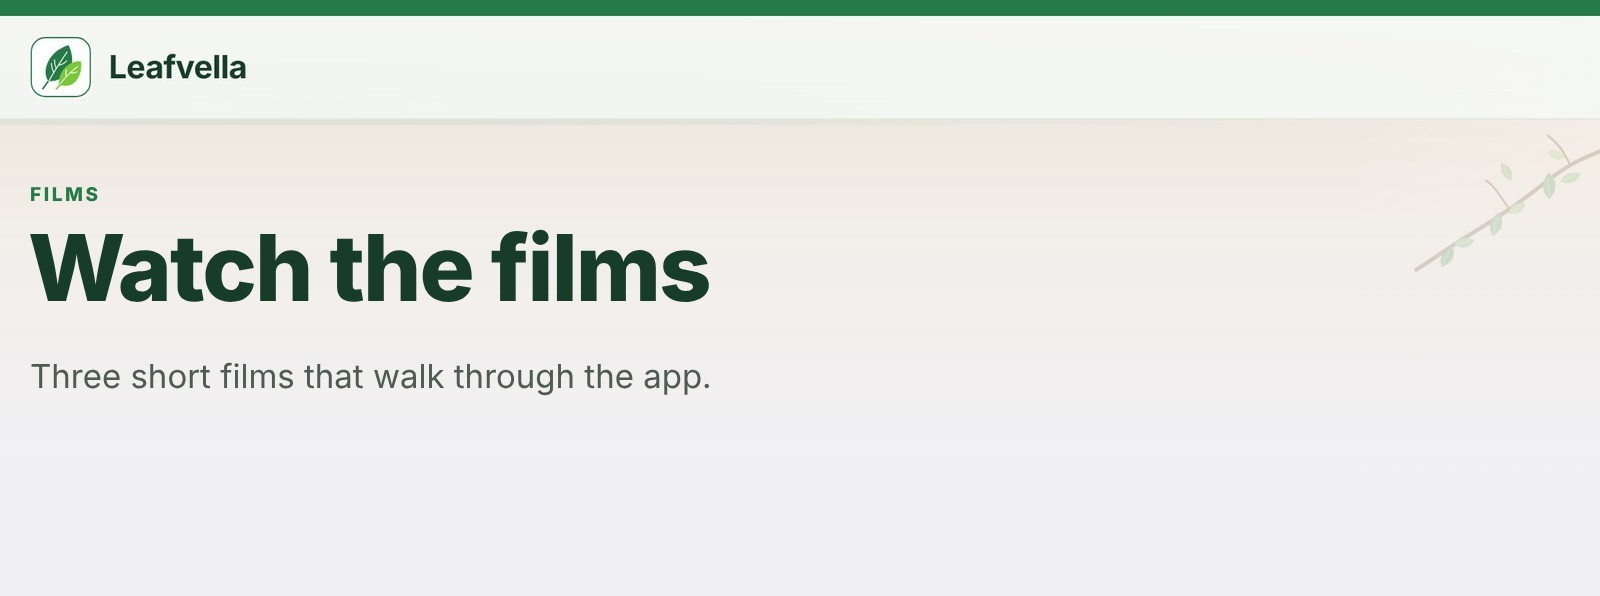 Leafvella
FILMS
Watch the films
Three short films that walk through the app.